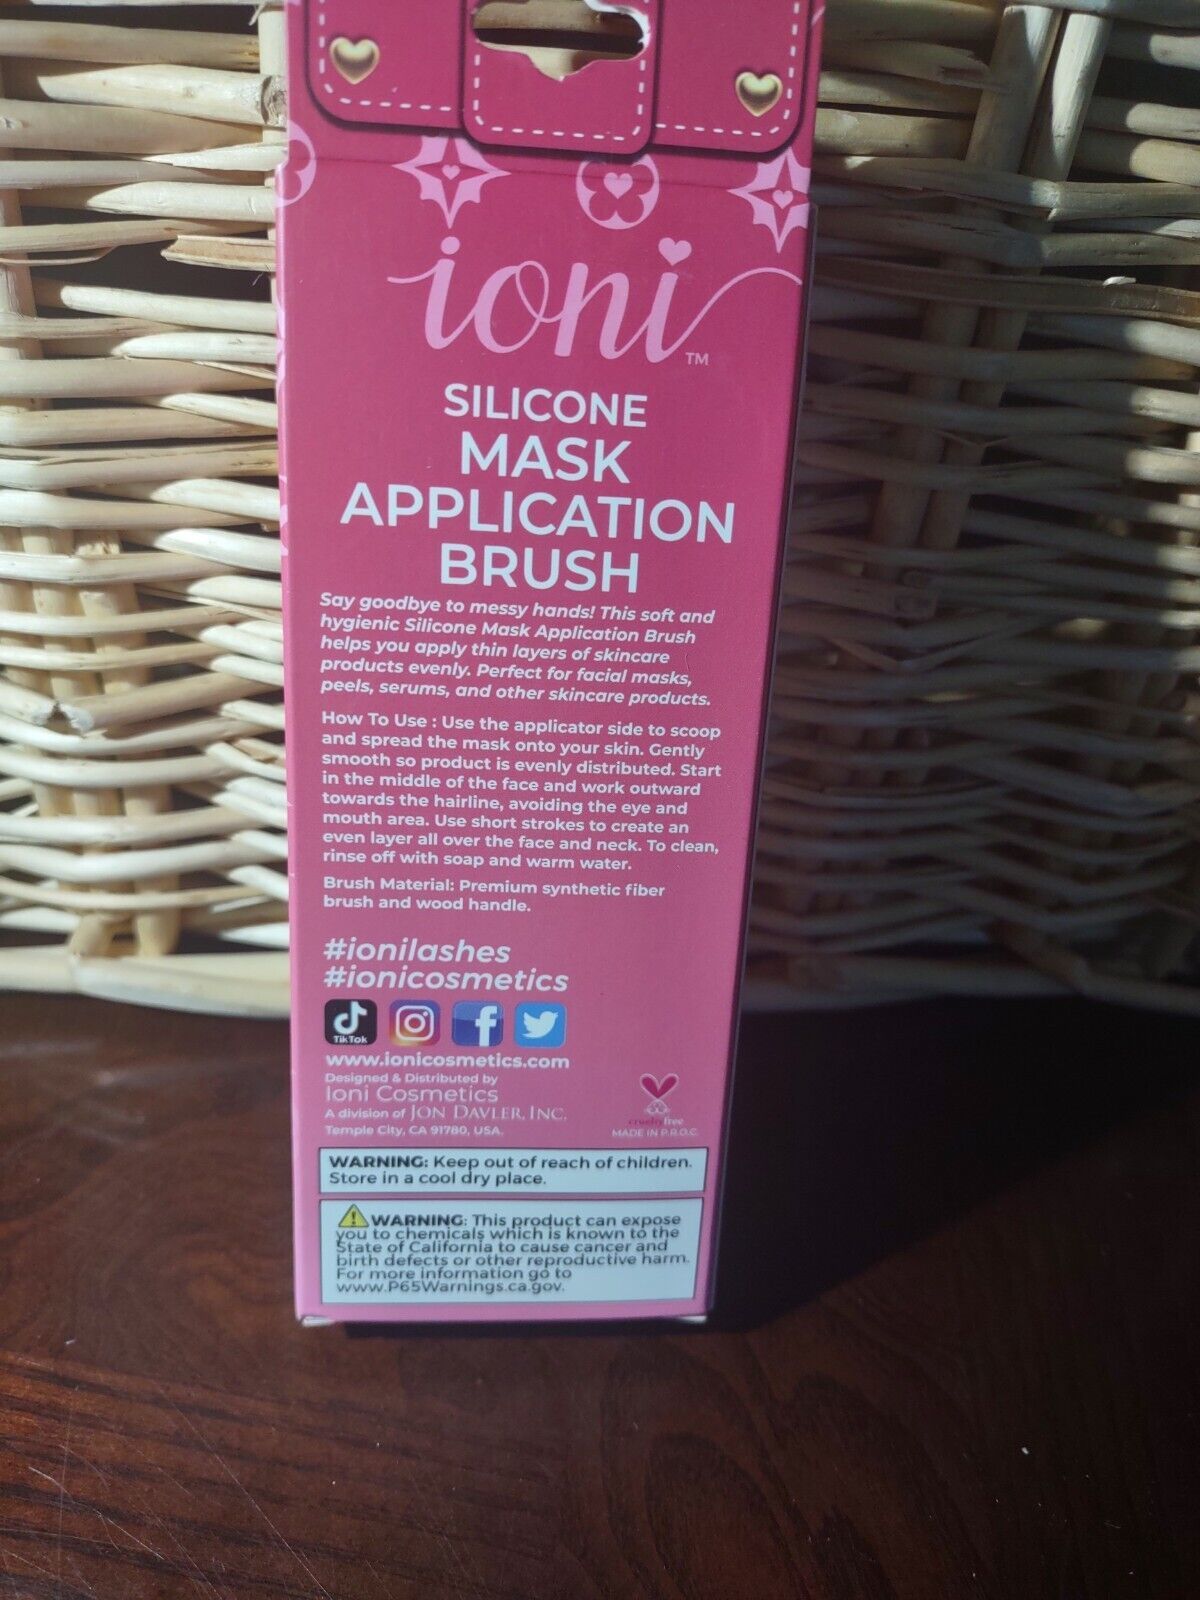 ioni™
SILICONE
MASK
APPLICATION
BRUSH
Say goodbye to messy hands! This soft and
hygienic Silicone Mask Application Brush
helps you apply thin layers of skincare
products evenly. Perfect for facial masks,
peels, serums, and other skincare products.
How To Use : Use the applicator side to scoop
and spread the mask onto your skin. Gently
smooth so product is evenly distributed. Start
in the middle of the face and work outward
towards the hairline, avoiding the eye and
mouth area. Use short strokes to create an
even layer all over the face and neck. To clean,
rinse off with soap and warm water.
Brush Material: Premium synthetic fiber
brush and wood handle.
#ionilashes
#ionicosmetics
TikTok
www.ionicosmetics.com
Designed & Distributed by
Ioni Cosmetics
A division of JON DAVLER, INC.
Temple City, CA 91780, USA.
crueltyfree
MADE IN P.R.O.C.
WARNING: Keep out of reach of children.
Store in a cool dry place.
WARNING: This product can expose
you to chemicals which is known to the
State of California to cause cancer and
birth defects or other reproductive harm.
For more information go to
www.P65Warnings.ca.gov.